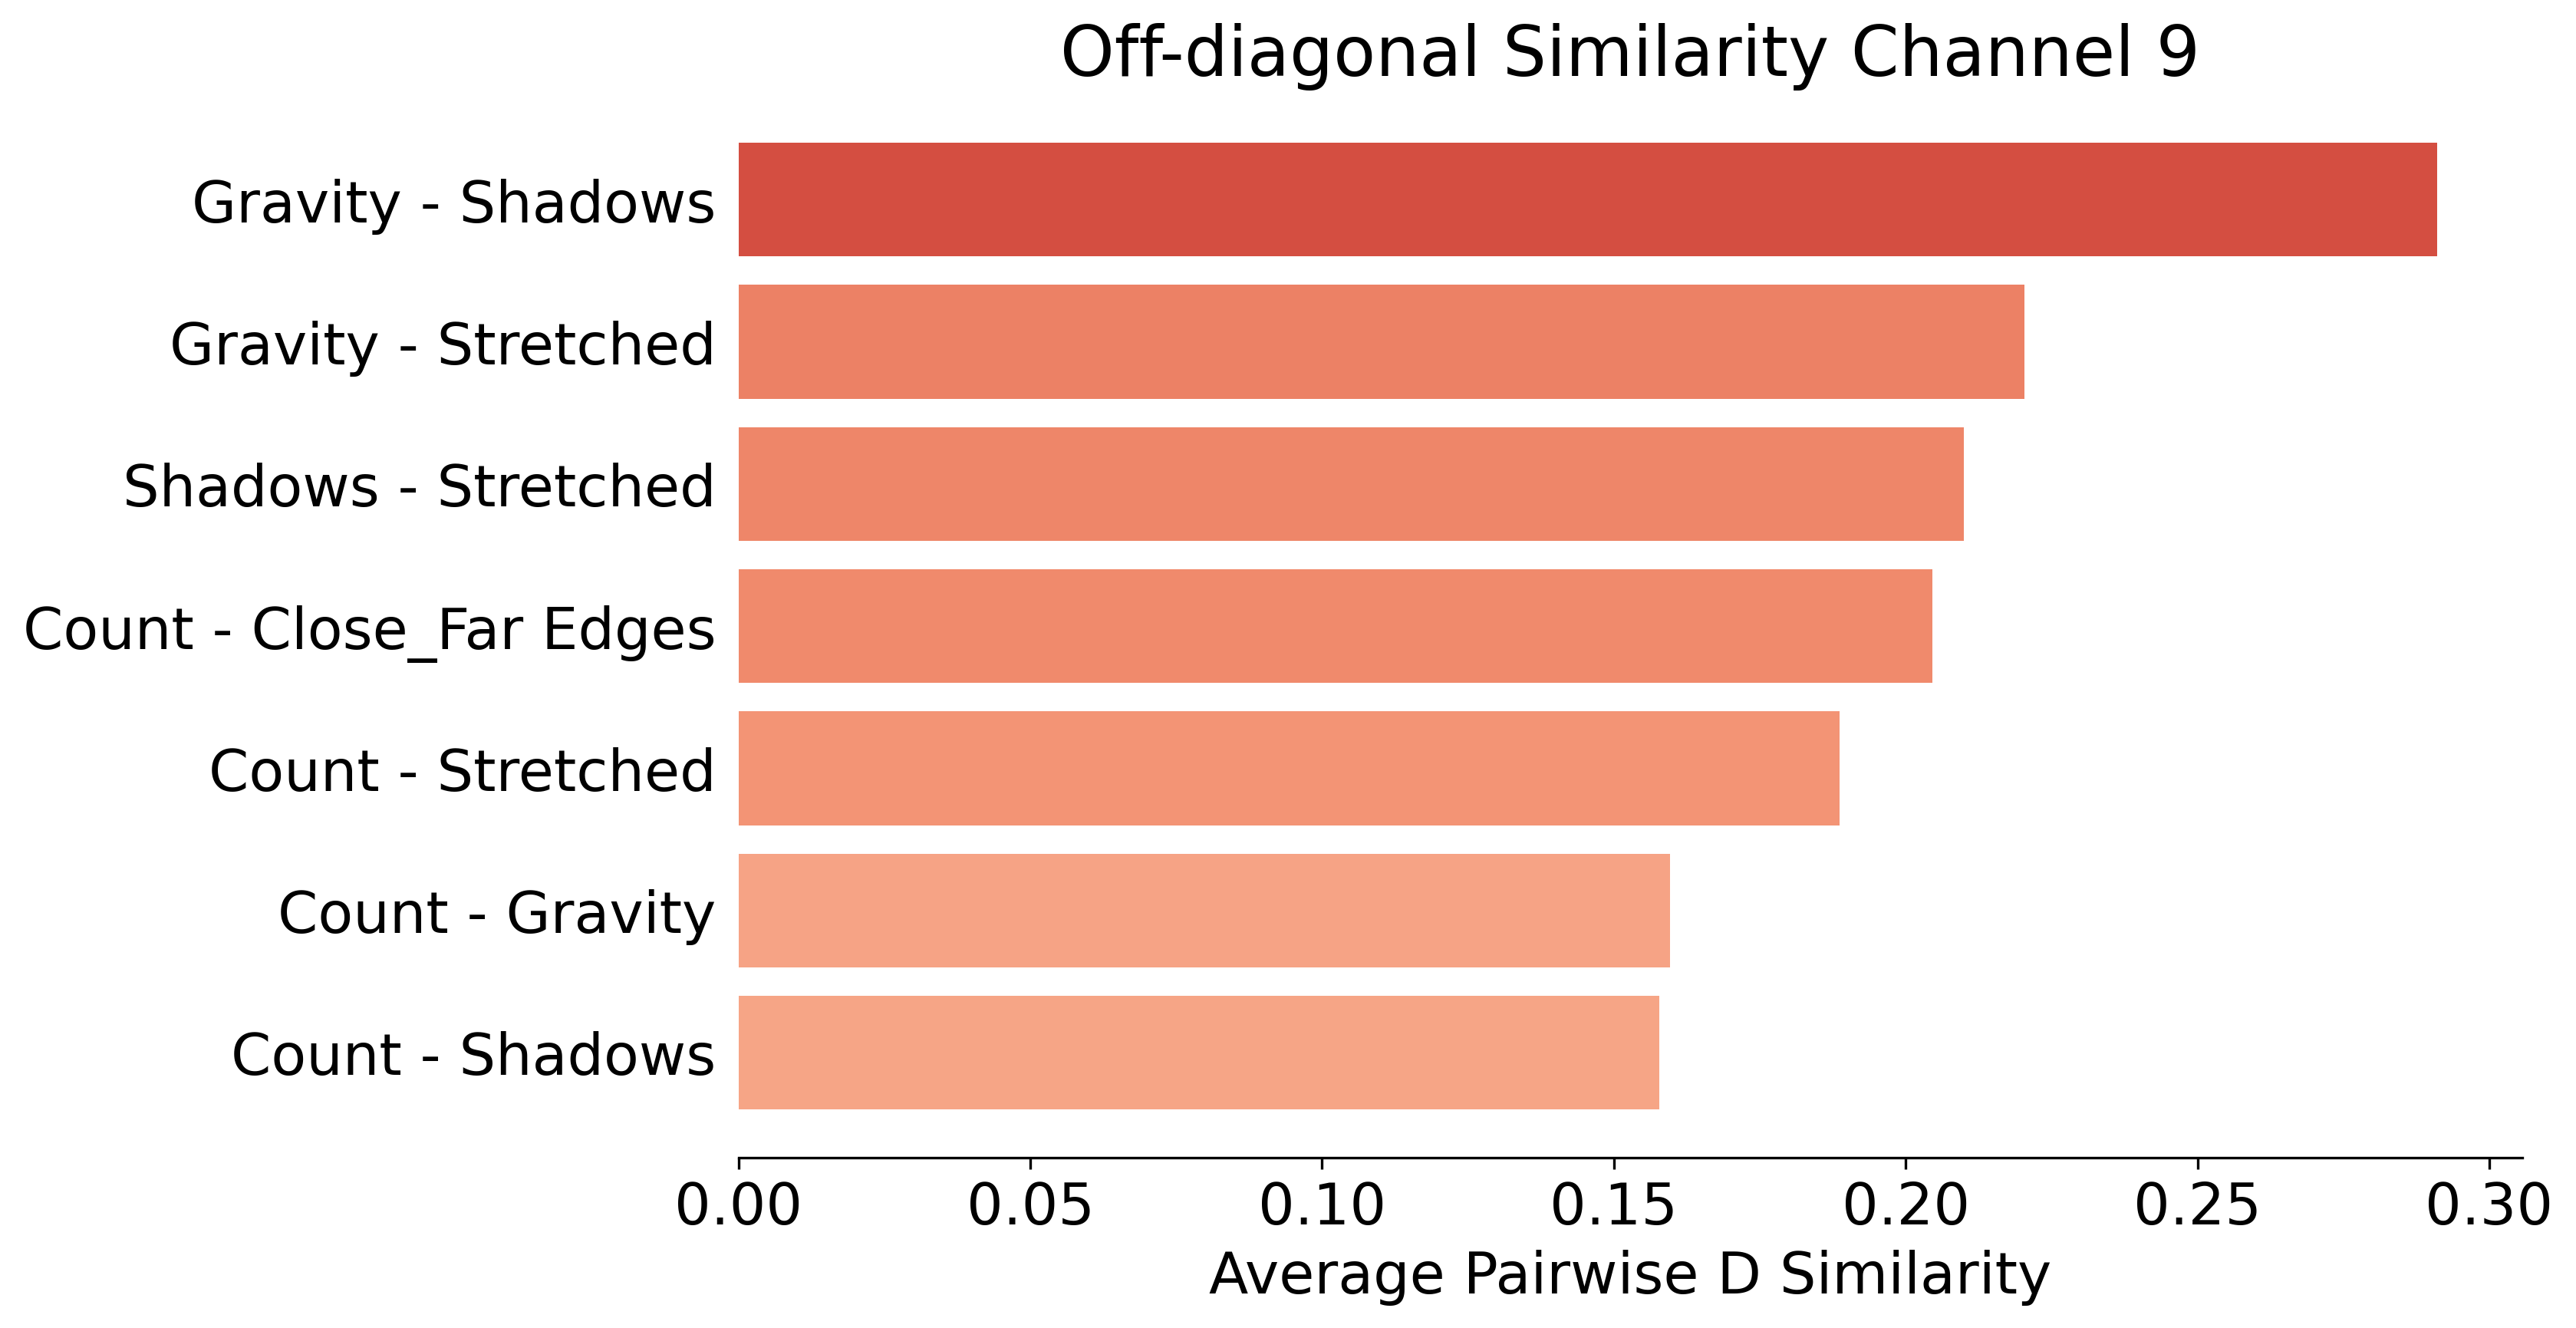 Off-diagonal Similarity Channel 9
Gravity - Shadows
Gravity - Stretched
Shadows - Stretched
Count - Close_Far Edges
Count - Stretched
Count - Gravity
Count - Shadows
0.00 0.05 0.10 0.15 0.20 0.25 0.30
Average Pairwise D Similarity